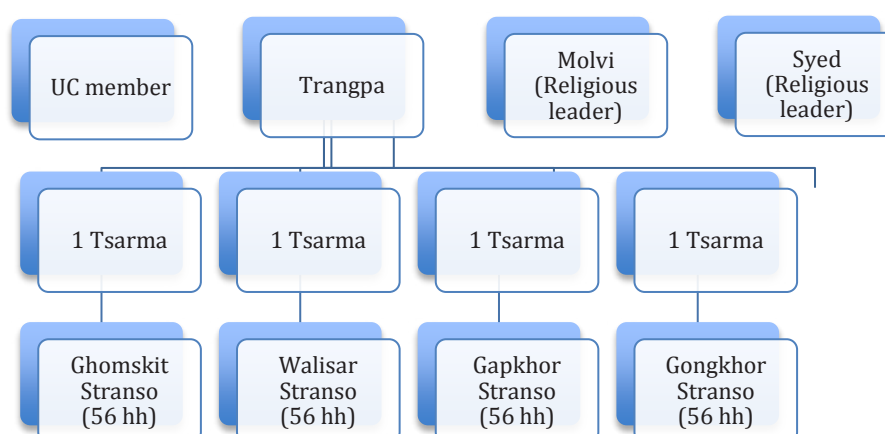 UC member
Trangpa
Molvi
(Religious
leader)
Syed
(Religious
leader)
1 Tsarma
1 Tsarma
1 Tsarma
1 Tsarma
Ghomskit
Stranso
(56 hh)
Walisar
Stranso
(56 hh)
Gapkhor
Stranso
(56 hh)
Gongkhor
Stranso
(56 hh)